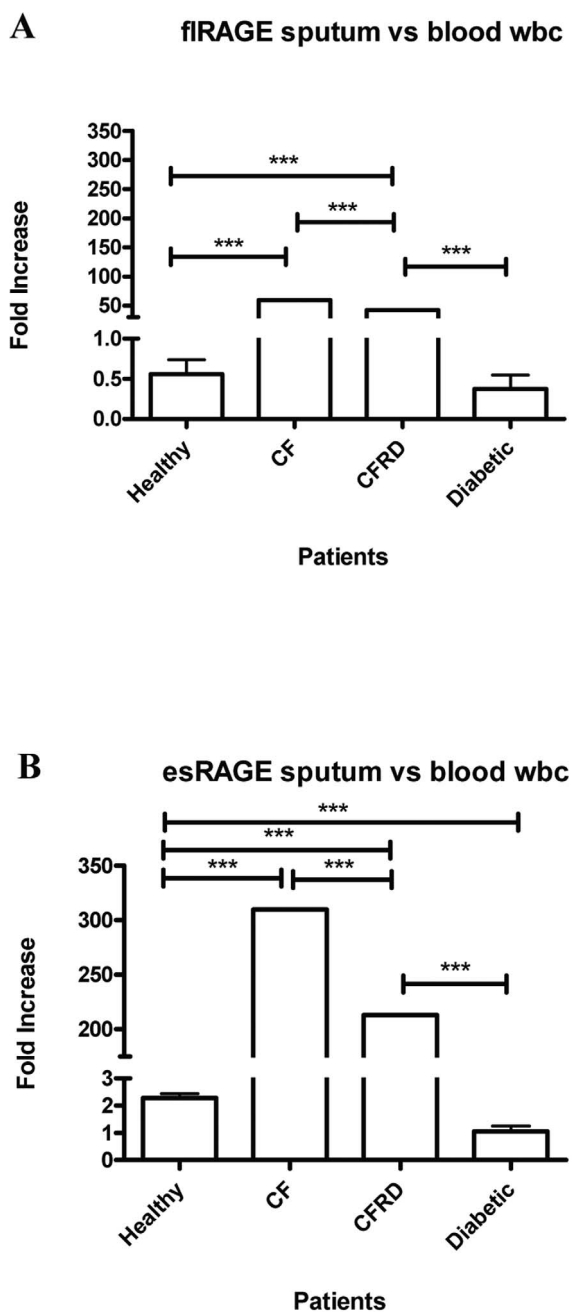 A
flRAGE sputum vs blood wbc
350
300
250
200
150
100
50
1.0
0.5
0.0
Fold Increase
***
***
***
***
Healthy
CF
CFRD
Diabetic
Patients
B
esRAGE sputum vs blood wbc
***
***
***
***
***
350
300
250
200
3
2
1
0
Fold Increase
Healthy
CF
CFRD
Diabetic
Patients